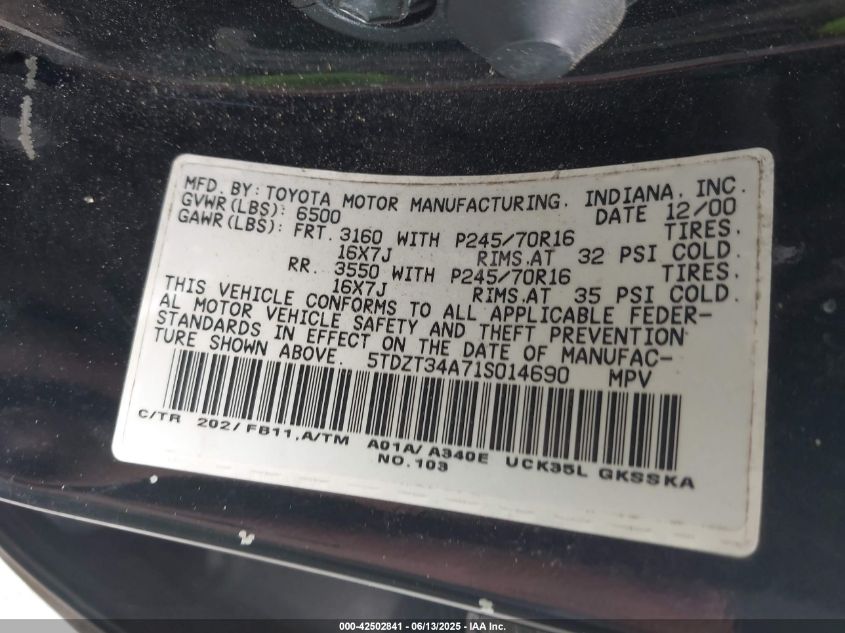 MFD. BY: TOYOTA MOTOR MANUFACTURING. INDIANA, INC.
GVWR(LBS): 6500 DATE 12/00
GAWR(LBS): FRT. 3160 WITH P245/70R16 TIRES.
16X7J RIMS.AT 32 PSI COLD.
RR. 3550 WITH P245/70R16 TIRES.
16X7J RIMS.AT 35 PSI COLD.
THIS VEHICLE CONFORMS TO ALL APPLICABLE FEDER-
AL MOTOR VEHICLE SAFETY AND THEFT PREVENTION
STANDARDS IN EFFECT ON THE DATE OF MANUFAC-
TURE SHOWN ABOVE. 5TDZT34A71S014690 MPV
C/TR 202/FB11,A/TM A01A/A340E UCK35L GKSSKA
NO.103
000-42502841 - 06/13/2025 - IAA Inc.